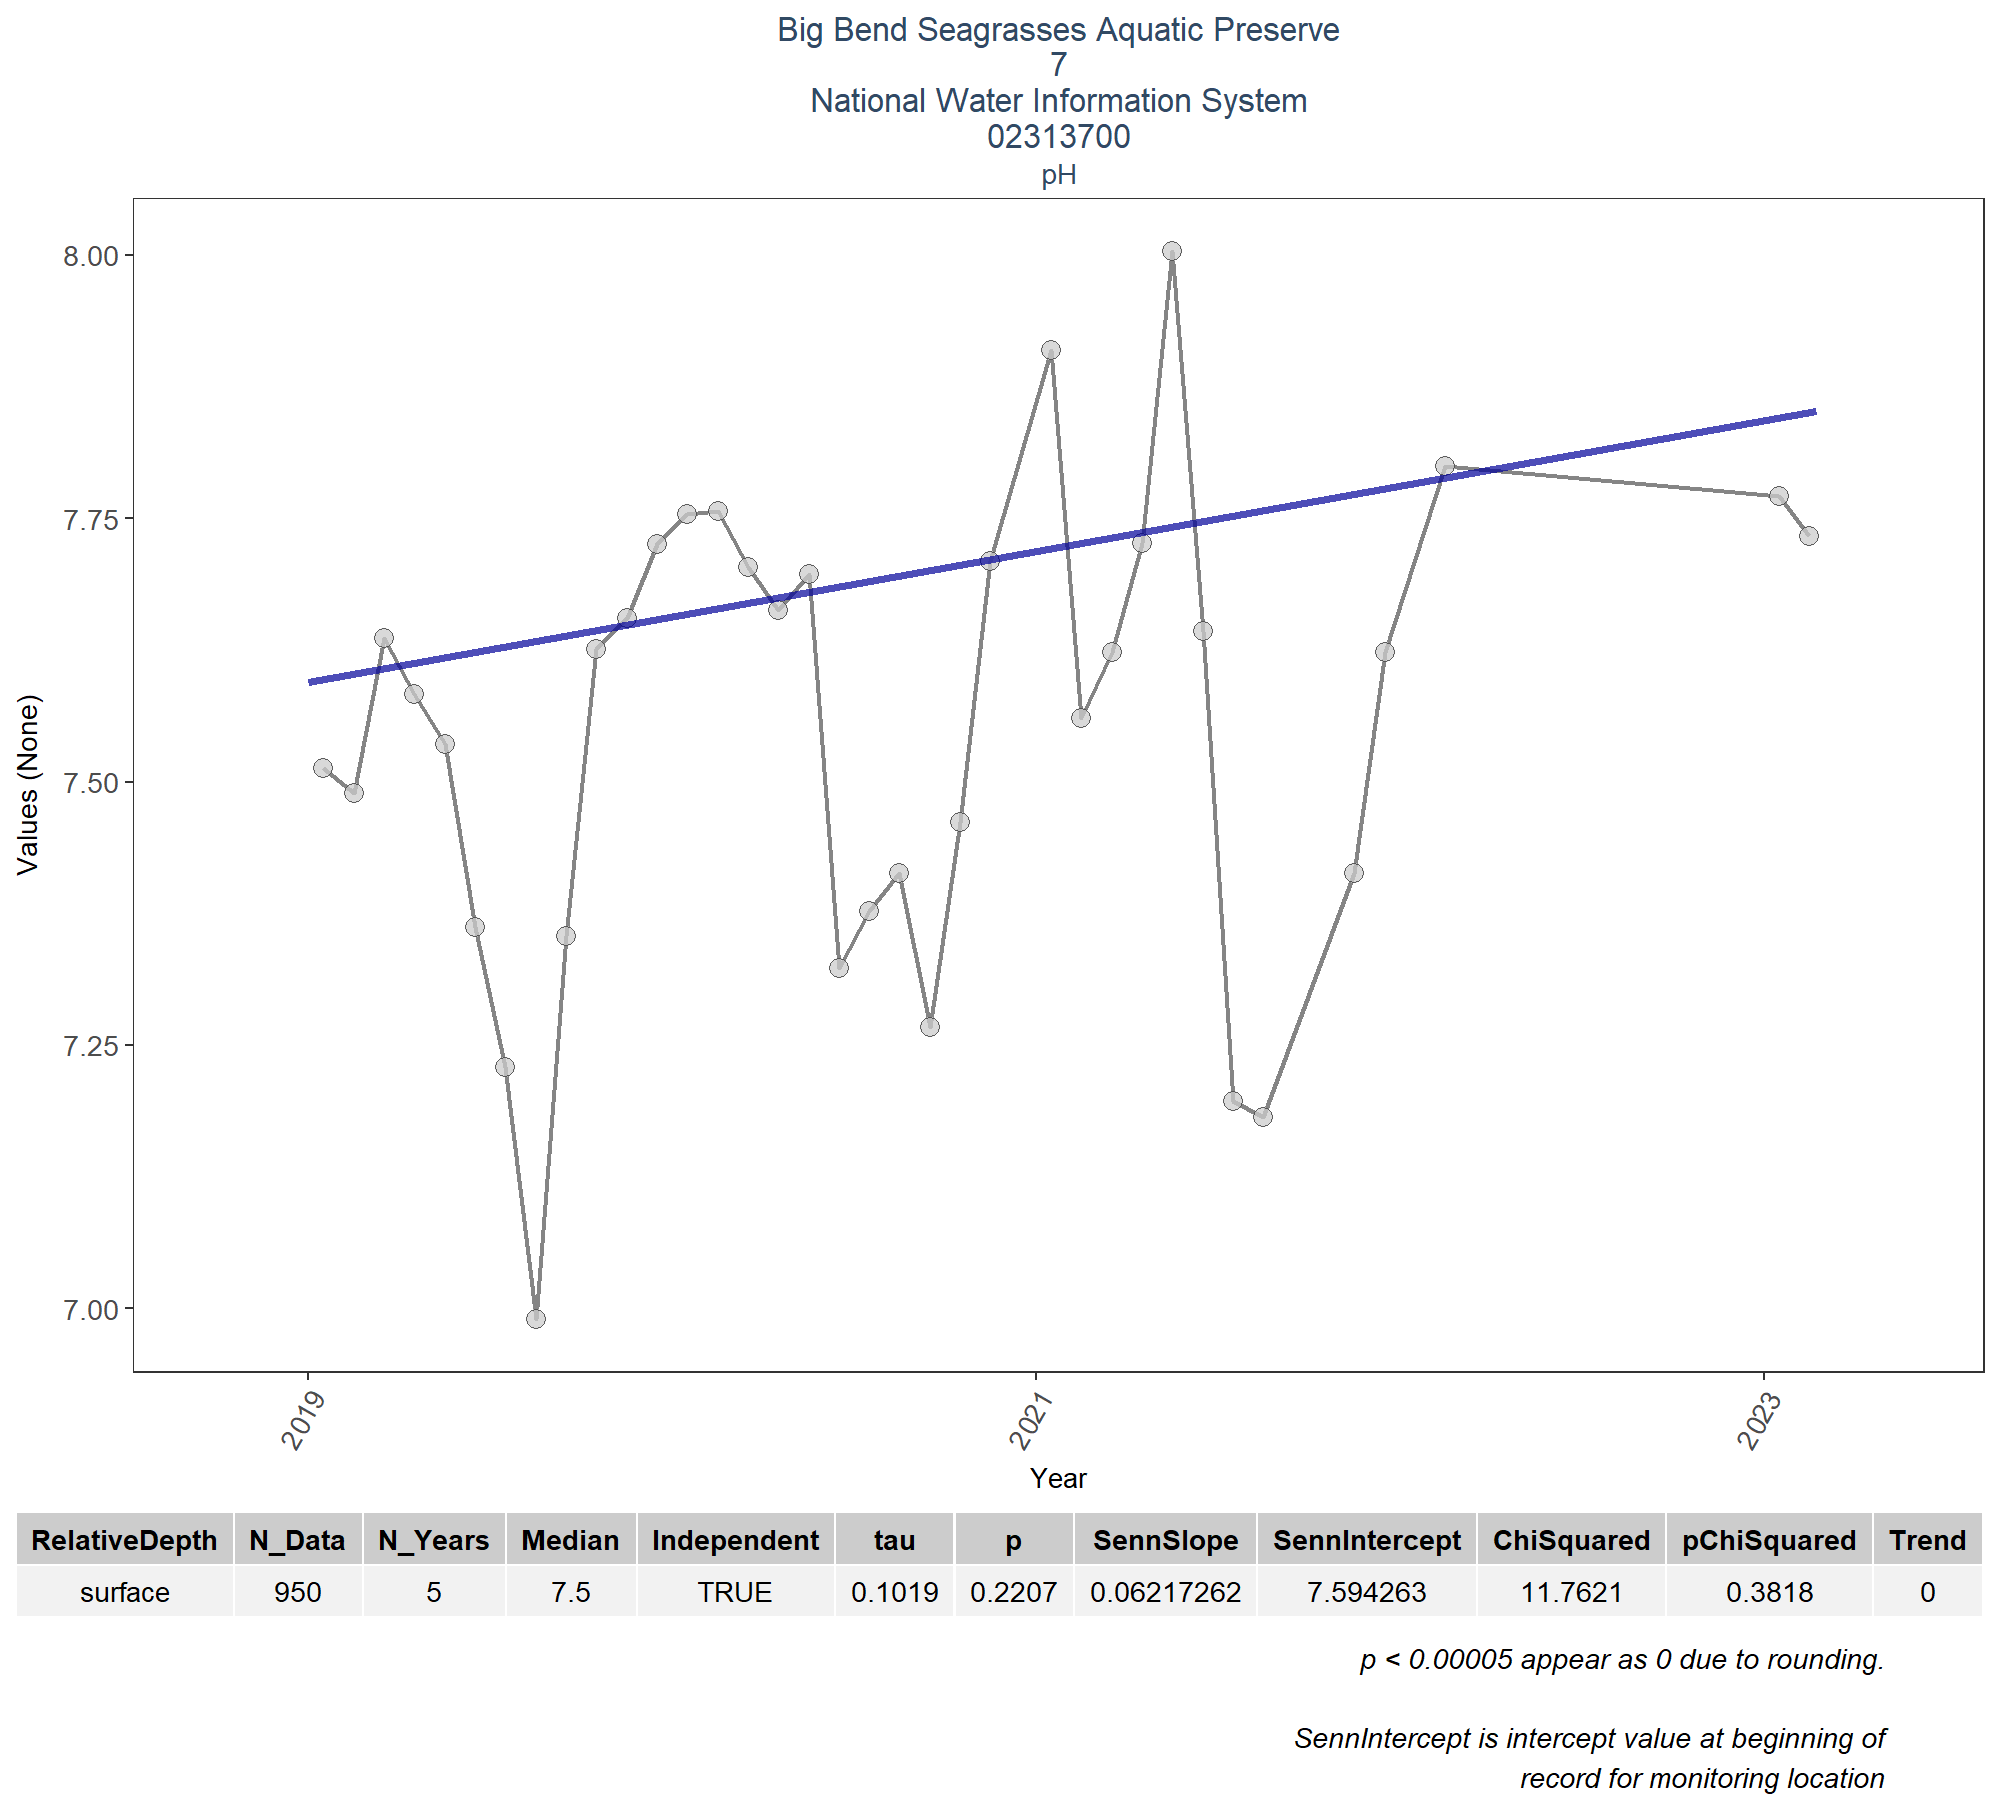 Big Bend Seagrasses Aquatic Preserve
7
National Water Information System
02313700
pH
8.00
7.75
7.50
7.25
7.00
Values (None)
2019
2021
2023
Year
RelativeDepth N_Data N_Years Median Independent tau p SennSlope SennIntercept ChiSquared pChiSquared Trend
surface 950 5 7.5 TRUE 0.1019 0.2207 0.06217262 7.594263 11.7621 0.3818 0
p < 0.00005 appear as 0 due to rounding.
SennIntercept is intercept value at beginning of
record for monitoring location